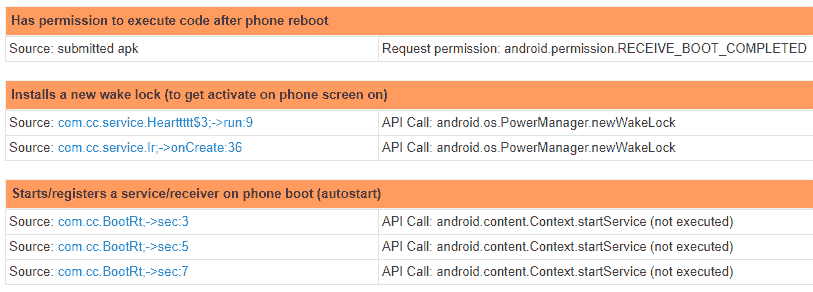 Has permission to execute code after phone reboot
Source: submitted apk Request permission: android.permission.RECEIVE_BOOT_COMPLETED
Installs a new wake lock (to get activate on phone screen on)
Source: com.cc.service.Hearttttt$3;->run:9 API Call: android.os.PowerManager.newWakeLock
Source: com.cc.service.Ir;->onCreate:36 API Call: android.os.PowerManager.newWakeLock
Starts/registers a service/receiver on phone boot (autostart)
Source: com.cc.BootRt;->sec:3 API Call: android.content.Context.startService (not executed)
Source: com.cc.BootRt;->sec:5 API Call: android.content.Context.startService (not executed)
Source: com.cc.BootRt;->sec:7 API Call: android.content.Context.startService (not executed)